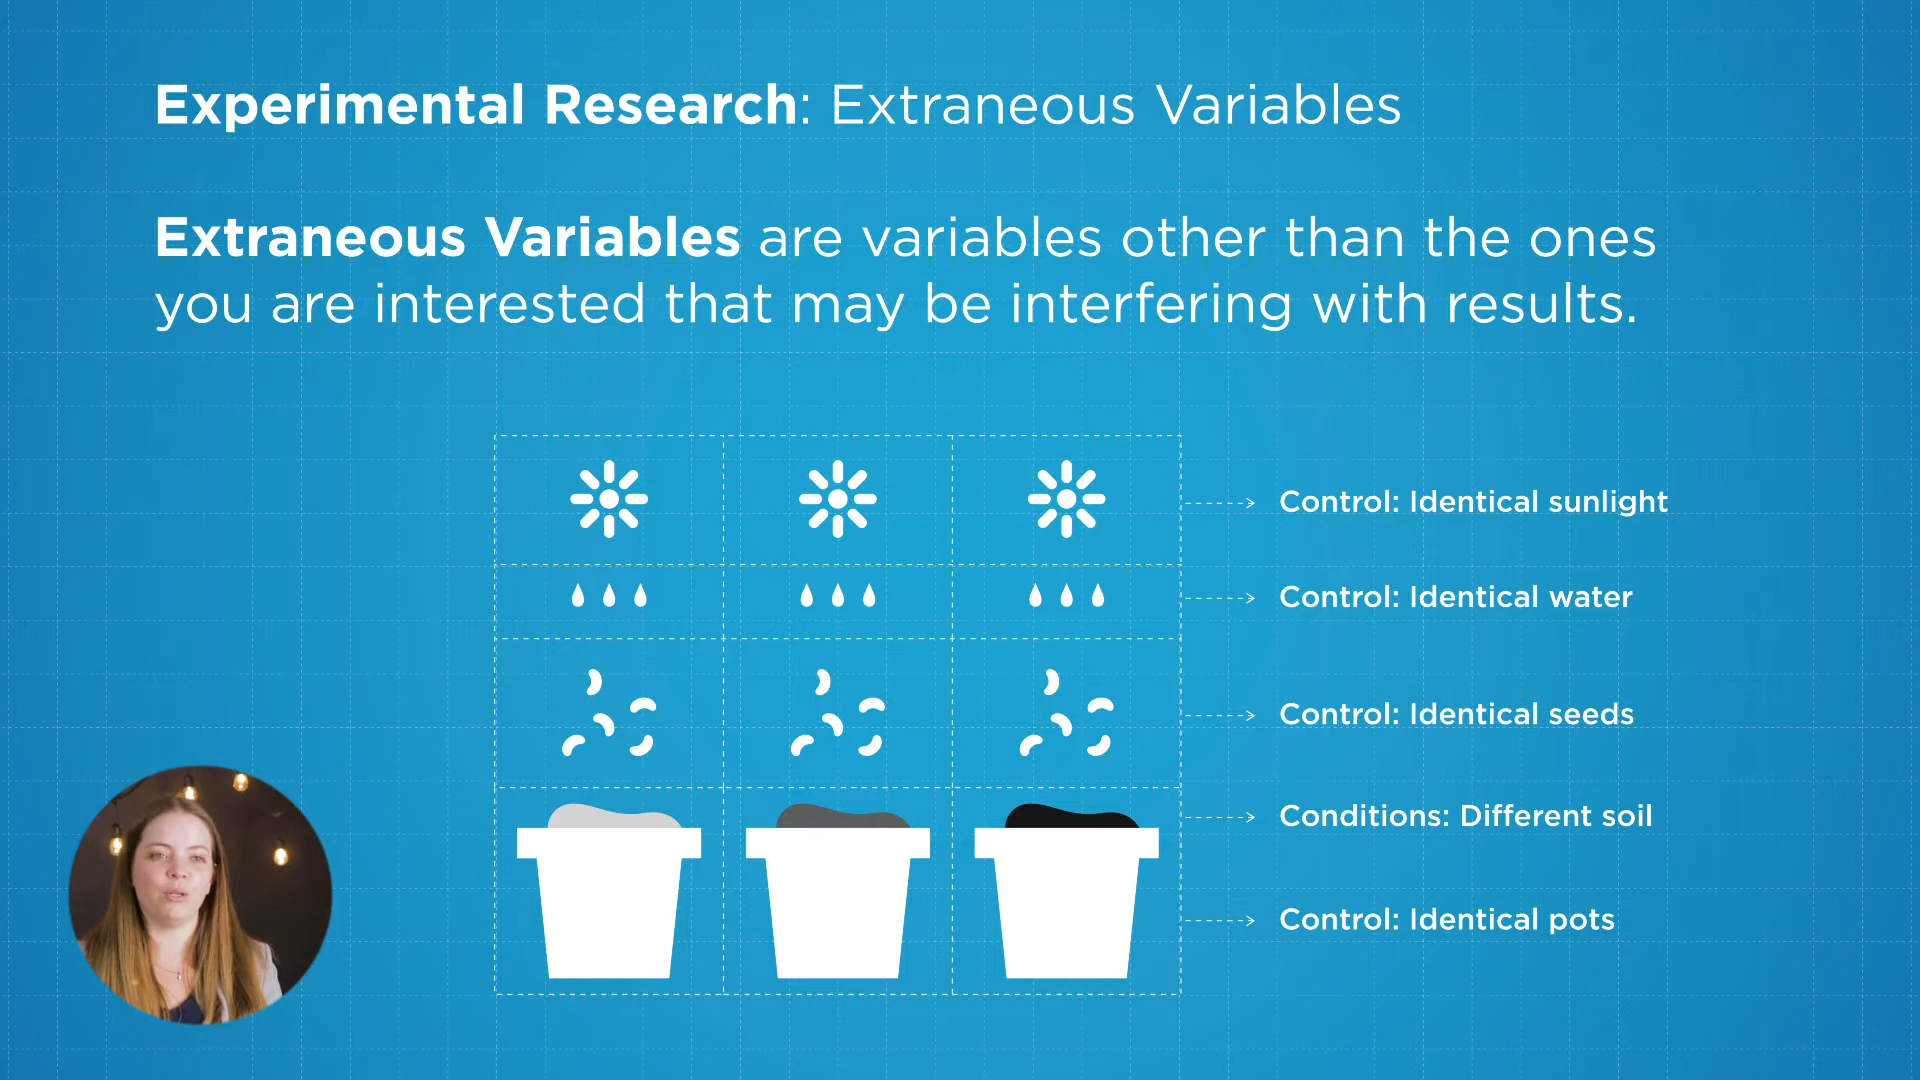 Experimental Research: Extraneous Variables
Extraneous Variables are variables other than the ones
you are interested that may be interfering with results.
Control: Identical sunlight
Control: Identical water
Control: Identical seeds
Conditions: Different soil
Control: Identical pots